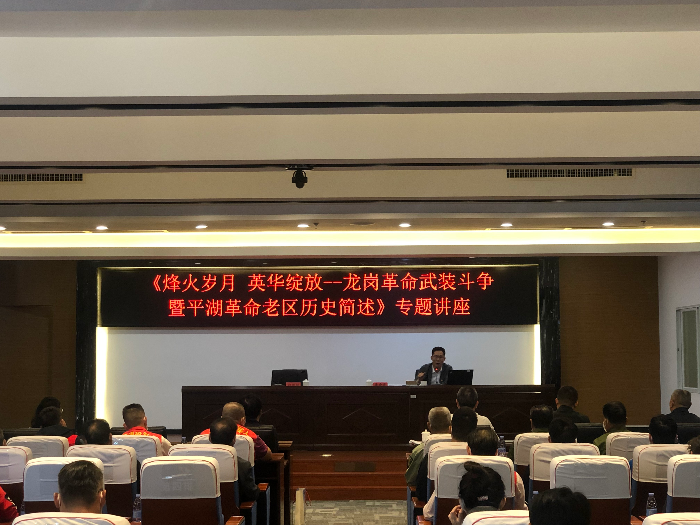 《烽火岁月 英华绽放--龙岗革命武装斗争
暨平湖革命老区历史简述》专题讲座